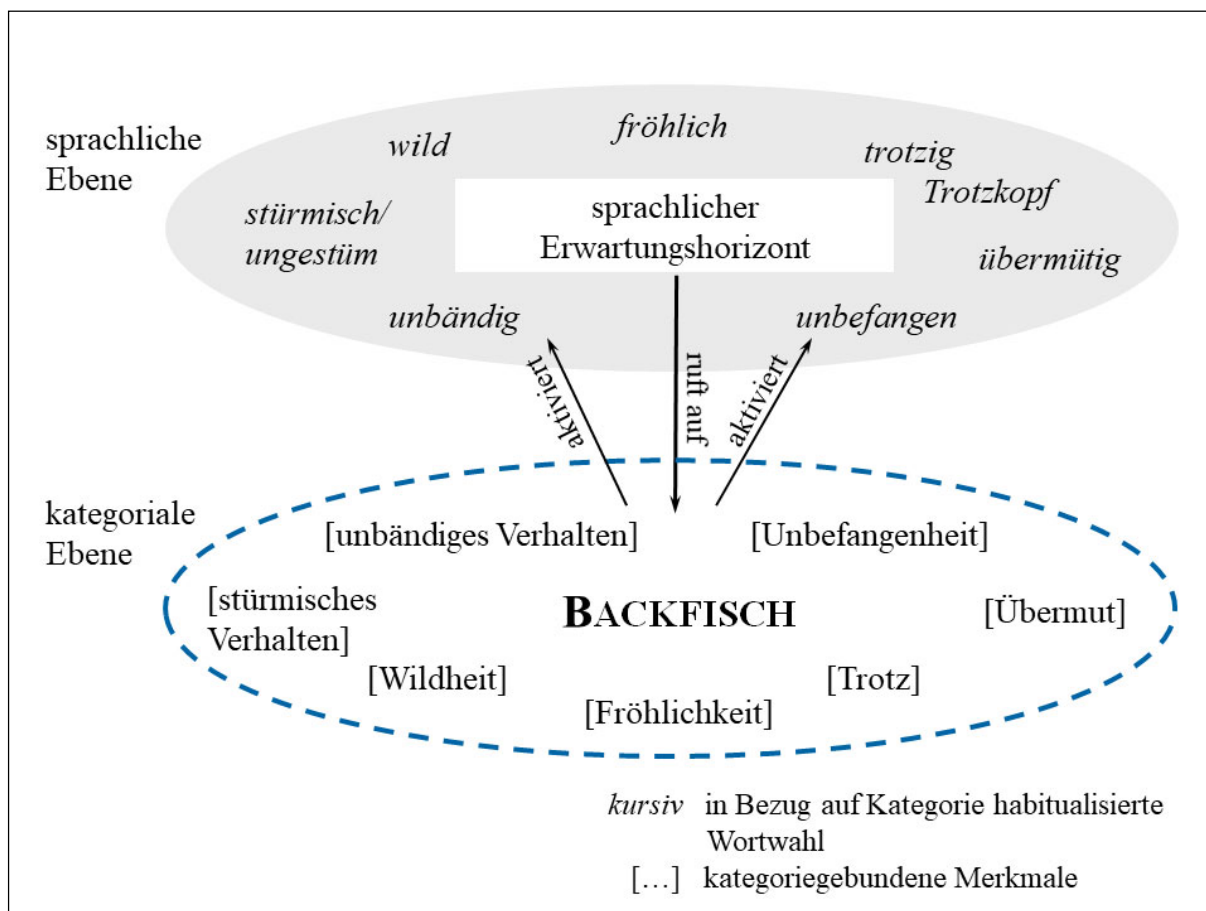 sprachliche
Ebene
wild
fröhlich
trotzig
Trotzkopf
stürmisch/
ungestüm
sprachlicher
Erwartungshorizont
übermütig
unbändig
unbefangen
aktiviert
ruft auf
aktiviert
kategoriale
Ebene
[unbändiges Verhalten]
[Unbefangenheit]
[stürmisches
Verhalten]
BACKFISCH
[Übermut]
[Wildheit]
[Trotz]
[Fröhlichkeit]
kursiv in Bezug auf Kategorie habitualisierte
Wortwahl
[…] kategoriegebundene Merkmale